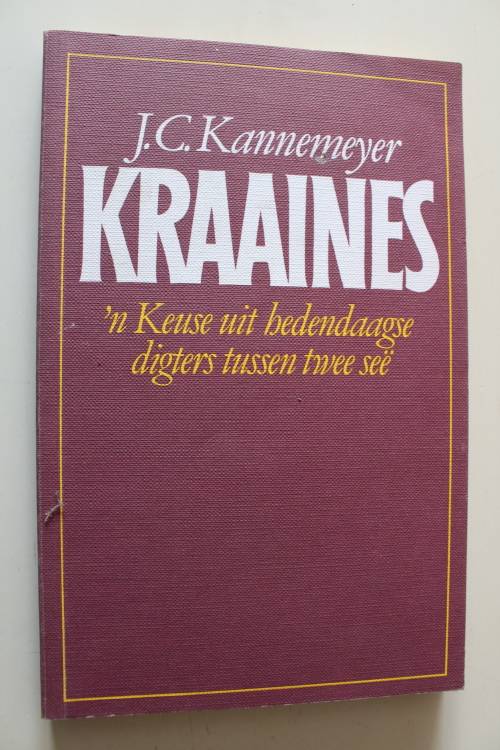 J.C. Kannemeyer
KRAAINES
'n Keuse uit hedendaagse
digters tussen twee seë